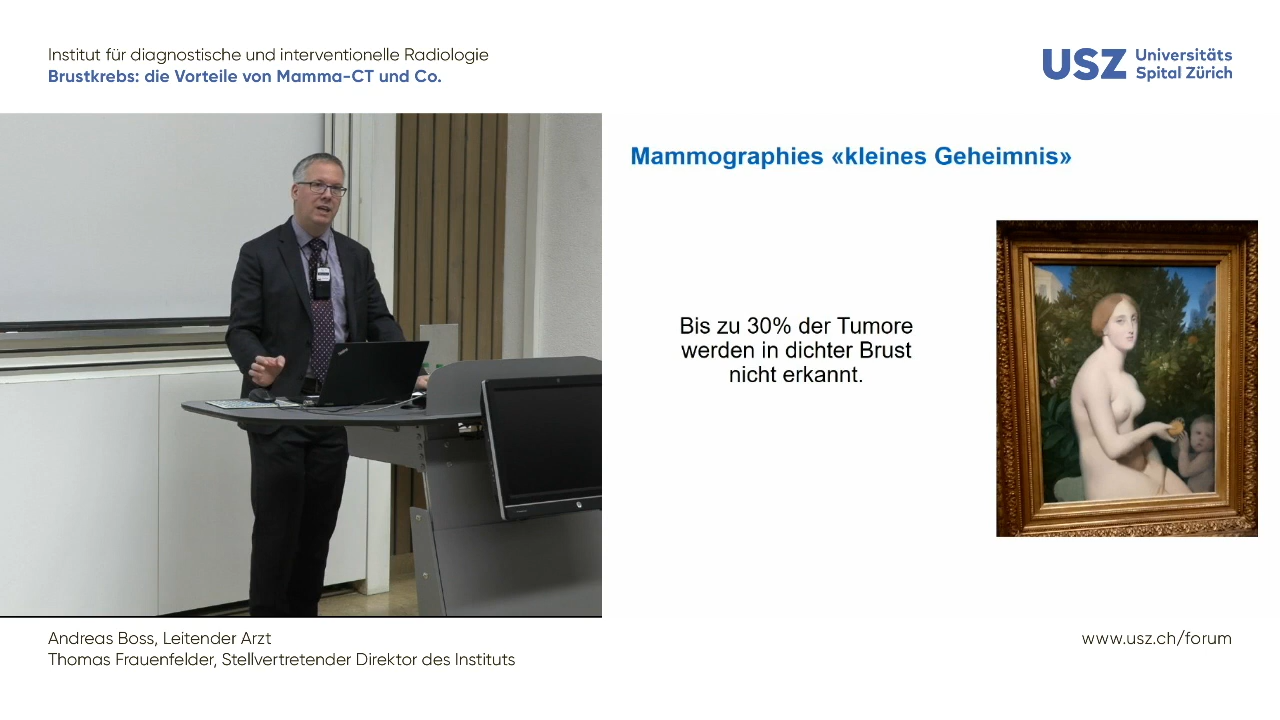 Institut für diagnostische und interventionelle Radiologie
Brustkrebs: die Vorteile von Mamma-CT und Co.
USZ Universitäts
Spital Zürich
Mammographies «kleines Geheimnis»
Bis zu 30% der Tumore
werden in dichter Brust
nicht erkannt.
Andreas Boss, Leitender Arzt
Thomas Frauenfelder, Stellvertretender Direktor des Instituts
www.usz.ch/forum